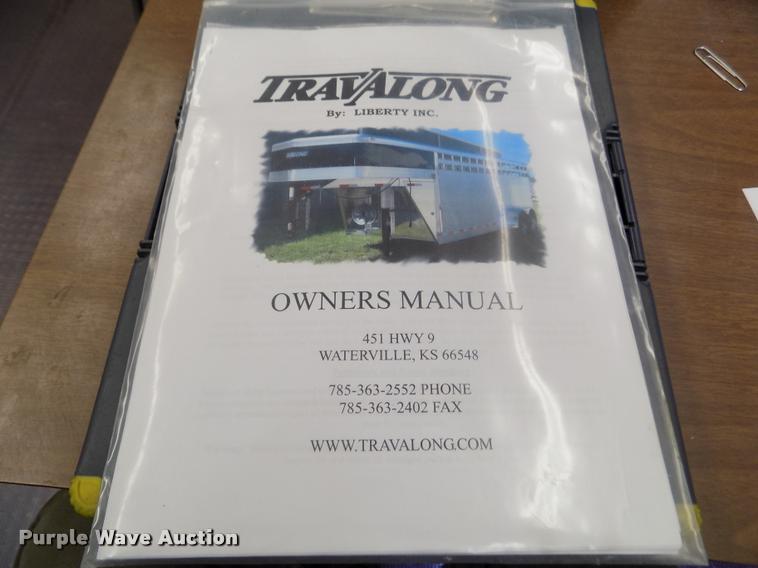 TRAVALONG
By: LIBERTY INC.
OWNERS MANUAL
451 HWY 9
WATERVILLE, KS 66548
785-363-2552 PHONE
785-363-2402 FAX
WWW.TRAVALONG.COM
Purple Wave Auction